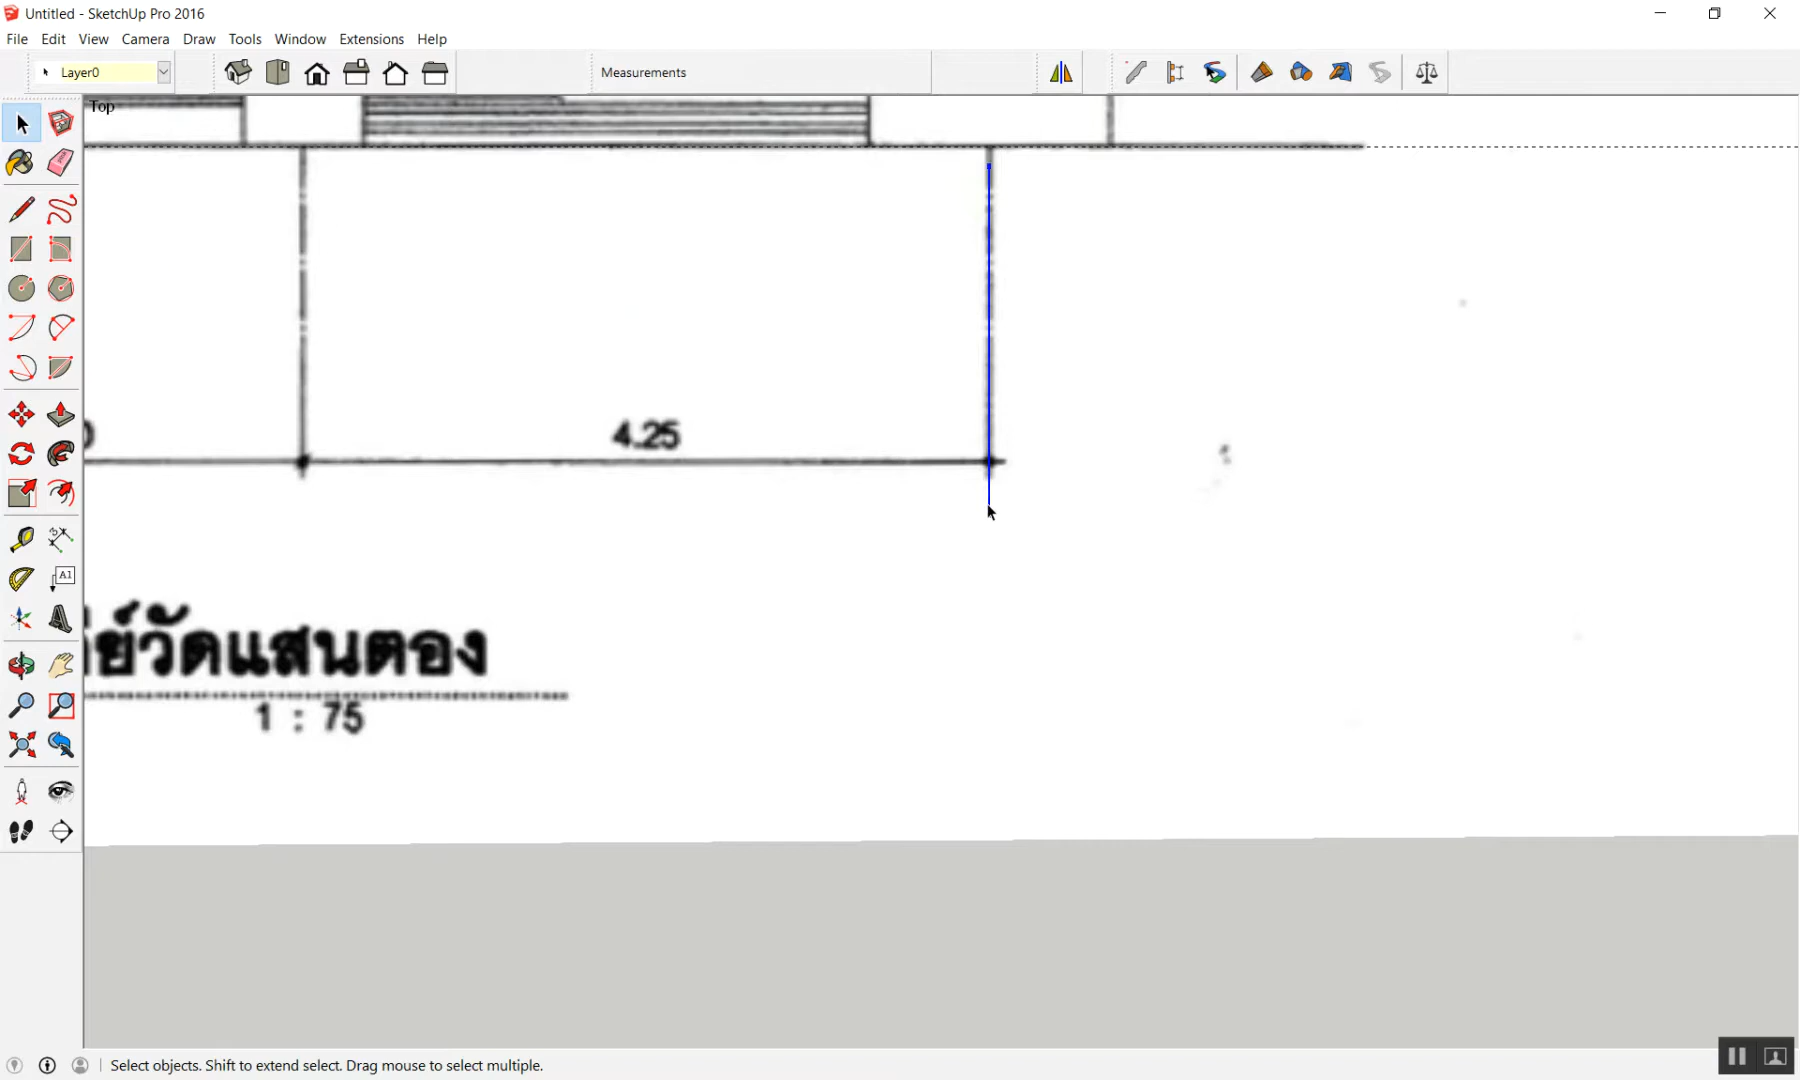 Untitled - SketchUp Pro 2016
File Edit View Camera Draw Tools Window Extensions Help
Layer0
Measurements
Top
4.25
วัดแสนตอง
1 : 75
A1
Select objects. Shift to extend select. Drag mouse to select multiple.